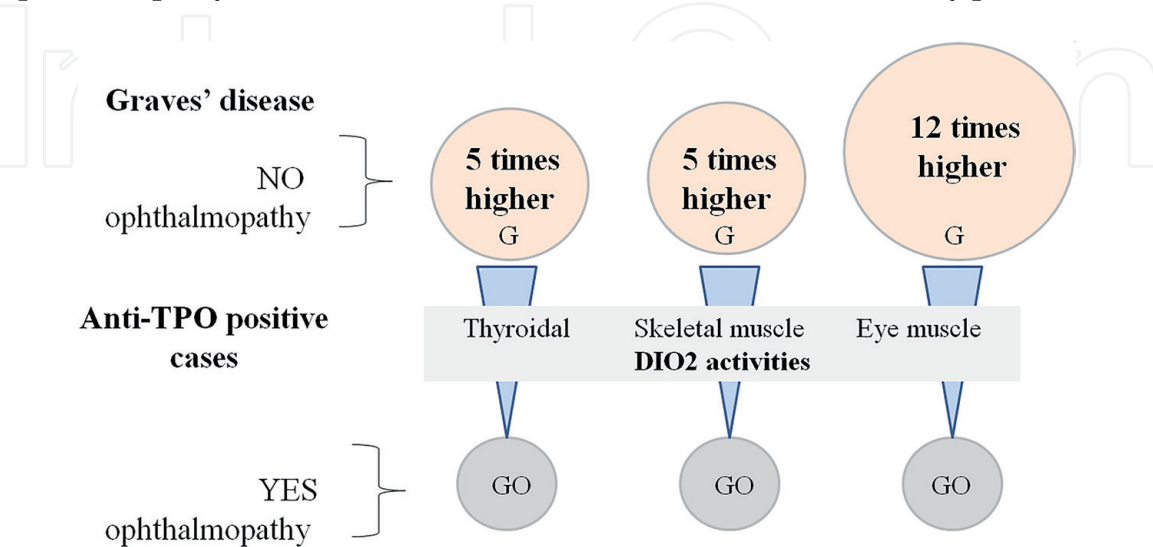 Graves' disease
NO
ophthalmopathy
5 times
higher
G
5 times
higher
G
12 times
higher
G
Anti-TPO positive
cases
Thyroidal
Skeletal muscle
Eye muscle
DIO2 activities
YES
ophthalmopathy
GO
GO
GO